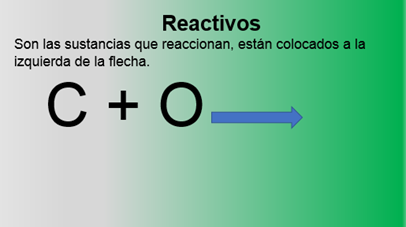 Reactivos
Son las sustancias que reaccionan, están colocados a la
izquierda de la flecha.
C + O